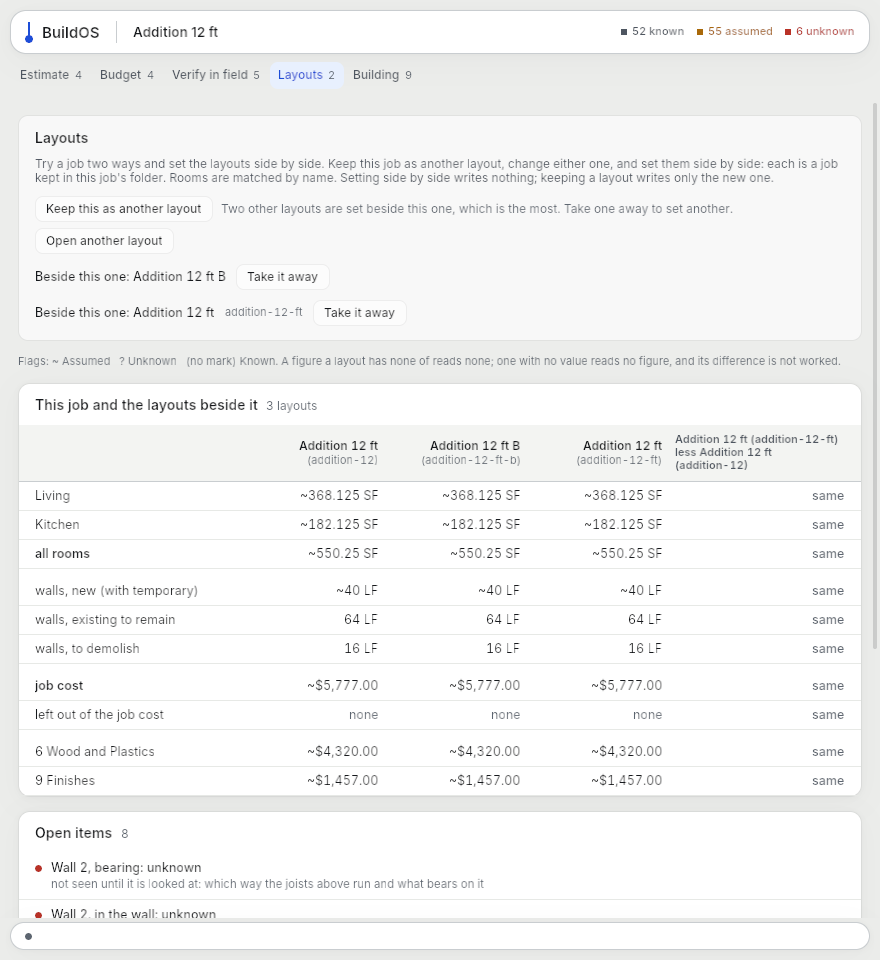 BuildOS
Addition 12 ft
52 known
55 assumed
6 unknown
Estimate 4
Budget 4
Verify in field 5
Layouts 2
Building 9
Layouts
Try a job two ways and set the layouts side by side. Keep this job as another layout, change either one, and set them side by side: each is a job
kept in this job's folder. Rooms are matched by name. Setting side by side writes nothing; keeping a layout writes only the new one.
Keep this as another layout
Two other layouts are set beside this one, which is the most. Take one away to set another.
Open another layout
Beside this one: Addition 12 ft B
Take it away
Beside this one: Addition 12 ft addition-12-ft
Take it away
Flags: ~ Assumed ? Unknown (no mark) Known. A figure a layout has none of reads none; one with no value reads no figure, and its difference is not worked.
This job and the layouts beside it 3 layouts
Addition 12 ft
(addition-12)
Addition 12 ft B
(addition-12-ft-b)
Addition 12 ft
(addition-12-ft)
Addition 12 ft (addition-12-ft)
less Addition 12 ft
(addition-12)
Living ~368.125 SF ~368.125 SF ~368.125 SF same
Kitchen ~182.125 SF ~182.125 SF ~182.125 SF same
all rooms ~550.25 SF ~550.25 SF ~550.25 SF same
walls, new (with temporary) ~40 LF ~40 LF ~40 LF same
walls, existing to remain 64 LF 64 LF 64 LF same
walls, to demolish 16 LF 16 LF 16 LF same
job cost ~$5,777.00 ~$5,777.00 ~$5,777.00 same
left out of the job cost none none none same
6 Wood and Plastics ~$4,320.00 ~$4,320.00 ~$4,320.00 same
9 Finishes ~$1,457.00 ~$1,457.00 ~$1,457.00 same
Open items 8
Wall 2, bearing: unknown
not seen until it is looked at: which way the joists above run and what bears on it
Wall 2, in the wall: unknown